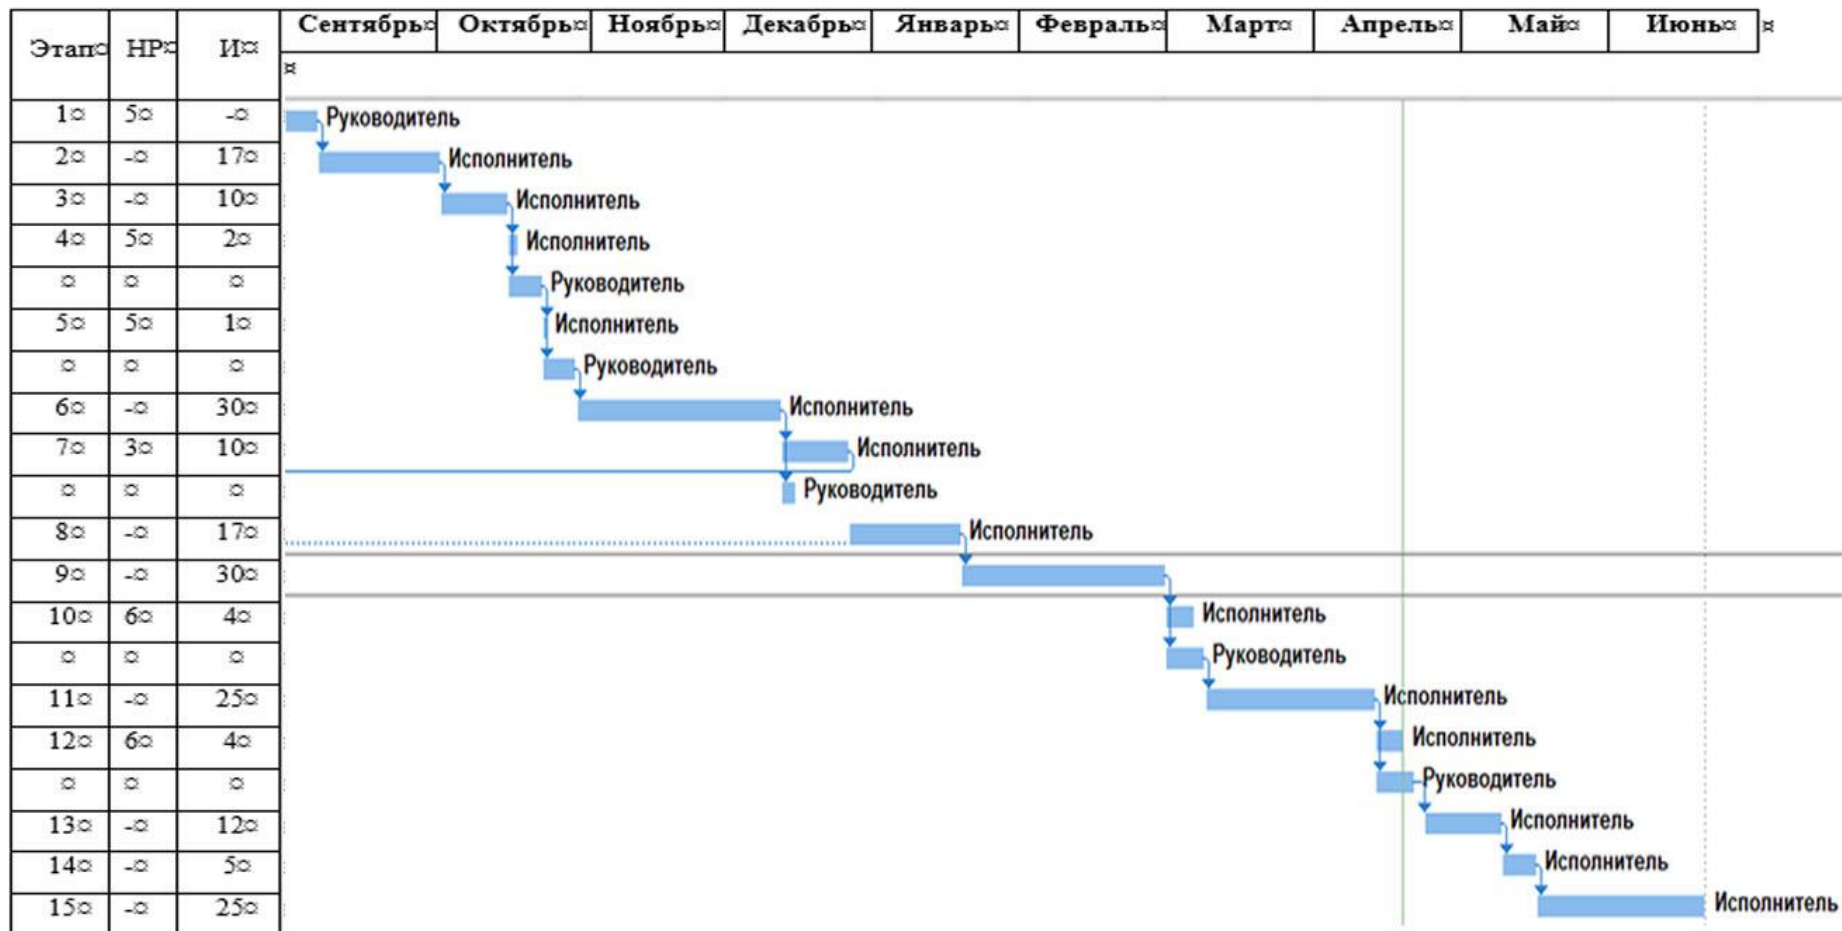 Этап¤ НР¤ И¤ Сентябрь¤ Октябрь¤ Ноябрь¤ Декабрь¤ Январь¤ Февраль¤ Март¤ Апрель¤ Май¤ Июнь¤ ¤
¤
1¤ 5¤ -¤ Руководитель
2¤ -¤ 17¤ Исполнитель
3¤ -¤ 10¤ Исполнитель
4¤ 5¤ 2¤ Исполнитель
¤ ¤ ¤ Руководитель
5¤ 5¤ 1¤ Исполнитель
¤ ¤ ¤ Руководитель
6¤ -¤ 30¤ Исполнитель
7¤ 3¤ 10¤ Исполнитель
¤ ¤ ¤ Руководитель
8¤ -¤ 17¤ Исполнитель
9¤ -¤ 30¤
10¤ 6¤ 4¤ Исполнитель
¤ ¤ ¤ Руководитель
11¤ -¤ 25¤ Исполнитель
12¤ 6¤ 4¤ Исполнитель
¤ ¤ ¤ Руководитель
13¤ -¤ 12¤ Исполнитель
14¤ -¤ 5¤ Исполнитель
15¤ -¤ 25¤ Исполнитель